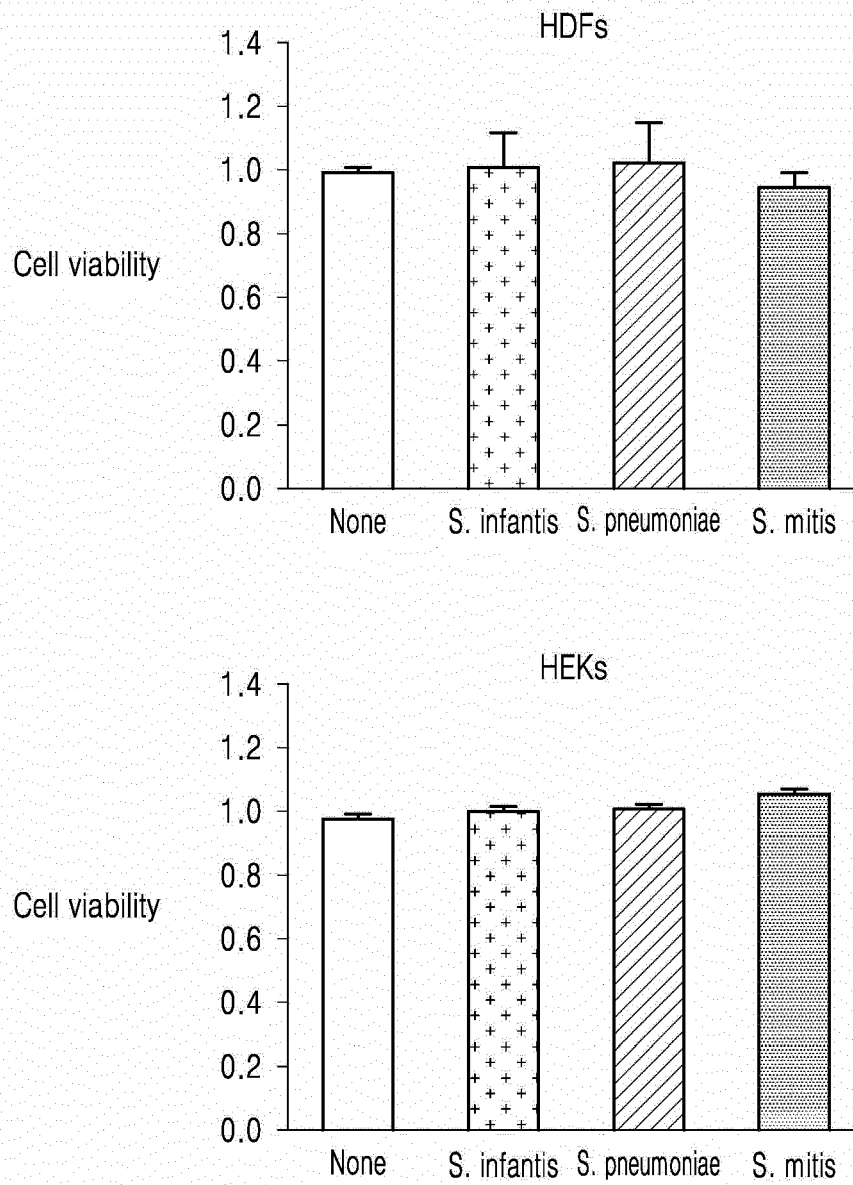 HDFs
1.4
1.2
1.0
0.8
Cell viability
0.6
0.4
0.2
0.0
None S. infantis S. pneumoniae S. mitis
HEKs
1.4
1.2
1.0
0.8
Cell viability
0.6
0.4
0.2
0.0
None S. infantis S. pneumoniae S. mitis